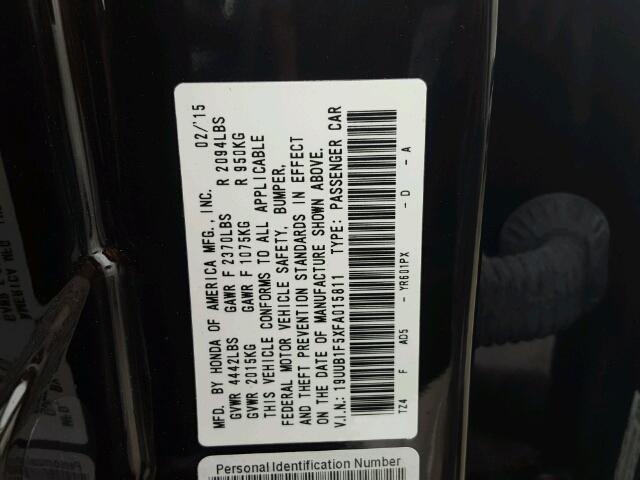 MFD. BY HONDA OF AMERICA MFG., INC. 02/'15
GVWR 4442LBS GAWR F 2370LBS R 2094LBS
GVWR 2015KG GAWR F 1075KG R 950KG
THIS VEHICLE CONFORMS TO ALL APPLICABLE
FEDERAL MOTOR VEHICLE SAFETY, BUMPER,
AND THEFT PREVENTION STANDARDS IN EFFECT
ON THE DATE OF MANUFACTURE SHOWN ABOVE.
V.I.N.: 19UUB1F5XFA015811 TYPE: PASSENGER CAR
TZ4 F A05 - YR601PX - D - A
Personal Identification Number